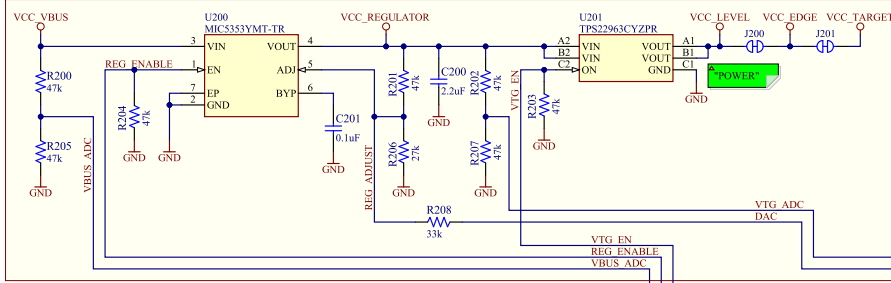 VCC_VBUS
U200
MIC5353YMT-TR
VCC_REGULATOR
U201
TPS22963CYZPR
VCC_LEVEL
VCC_EDGE
VCC_TARGET
3 VIN VOUT 4
REG_ENABLE
1 EN ADJ 5
7 EP BYP 6
2 GND
R200
47k
R204
47k
R205
47k
GND
GND
GND
VBUS_ADC
C201
0.1uF
GND
R201
47k
C200
2.2uF
GND
R202
47k
R206
27k
GND
R207
47k
GND
REG_ADJUST
VTG_EN
A2 VIN VOUT A1
B2 VIN VOUT B1
C2 ON GND C1
R203
47k
GND
GND
J200
J201
"POWER"
R208
33k
VTG_ADC
DAC
VTG_EN
REG_ENABLE
VBUS_ADC